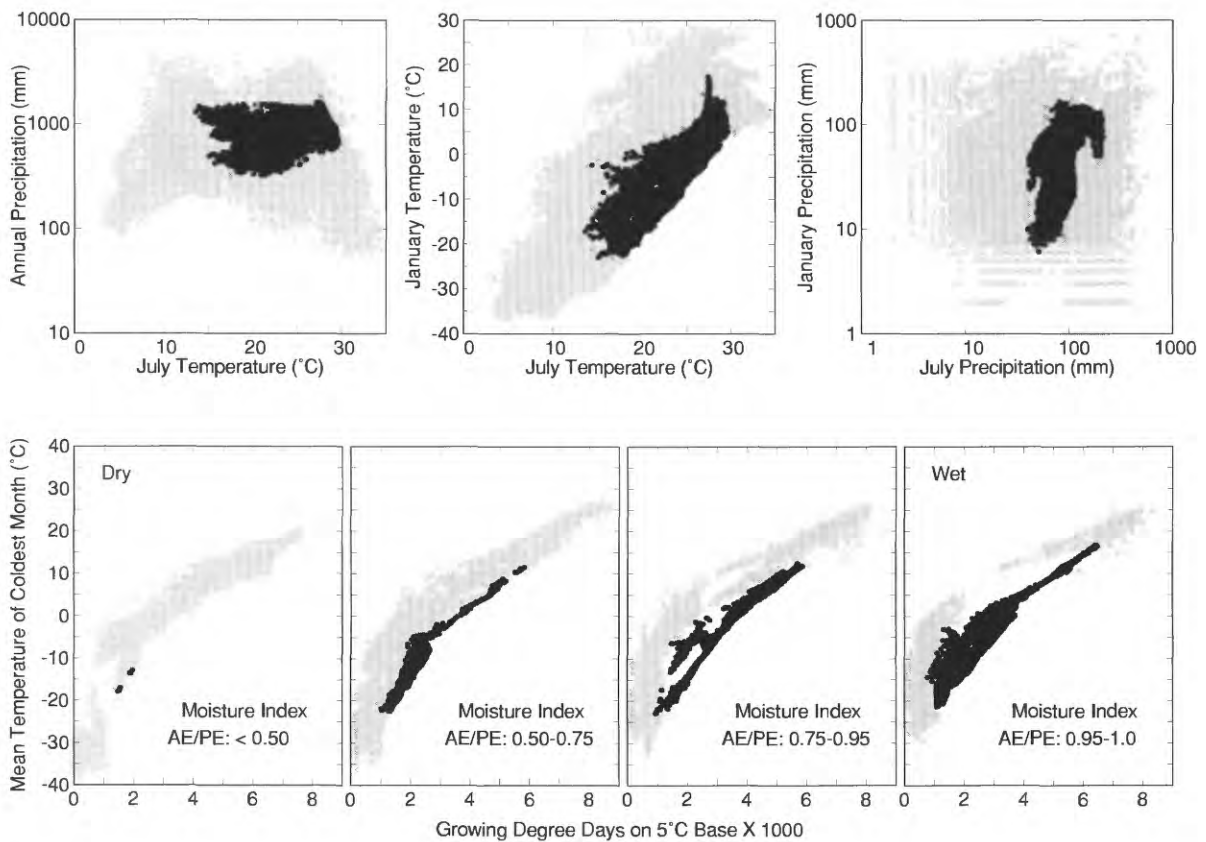 10000
1000
100
10
Annual Precipitation (mm)
0 10 20 30
July Temperature (˚C)
30
20
10
0
-10
-20
-30
-40
January Temperature (˚C)
0 10 20 30
July Temperature (˚C)
1000
100
10
1
January Precipitation (mm)
1 10 100 1000
July Precipitation (mm)
40
30
20
10
0
-10
-20
-30
-40
Mean Temperature of Coldest Month (˚C)
Dry
Moisture Index
AE/PE: < 0.50
0 2 4 6 8
Moisture Index
AE/PE: 0.50-0.75
0 2 4 6 8
Moisture Index
AE/PE: 0.75-0.95
0 2 4 6 8
Wet
Moisture Index
AE/PE: 0.95-1.0
0 2 4 6 8
Growing Degree Days on 5˚C Base X 1000